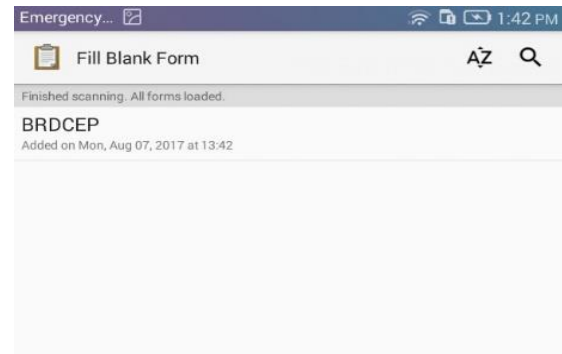 Emergency... 1:42 PM
Fill Blank Form AZ
Finished scanning. All forms loaded.
BRDCEP
Added on Mon, Aug 07, 2017 at 13:42